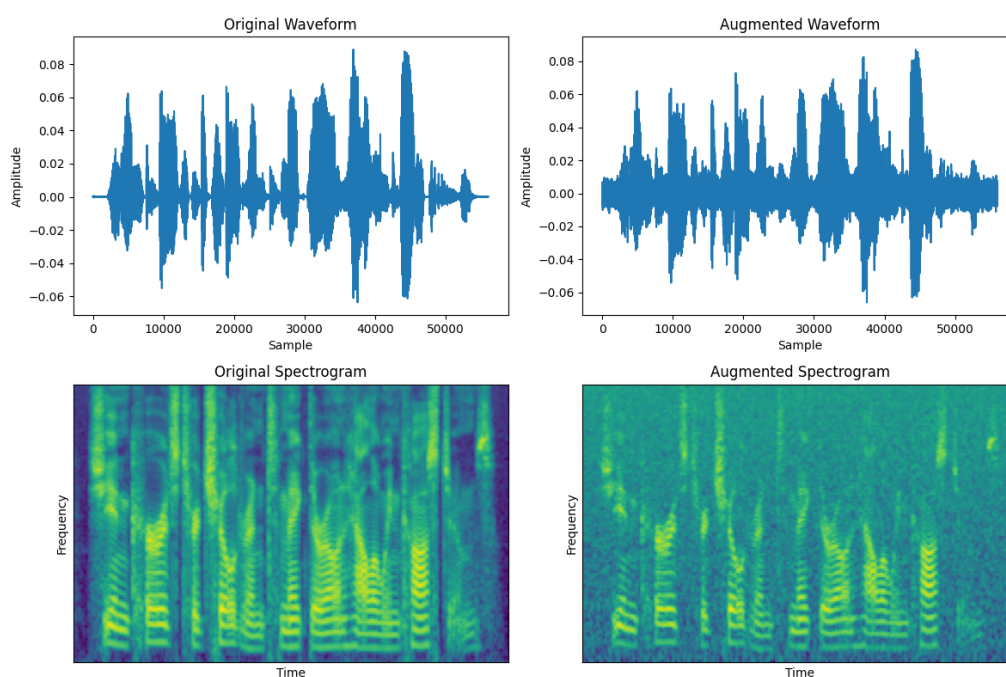 Original Waveform
Amplitude
0.08
0.06
0.04
0.02
0.00
−0.02
−0.04
−0.06
0
10000
20000
30000
40000
50000
Sample
Augmented Waveform
Amplitude
0.08
0.06
0.04
0.02
0.00
−0.02
−0.04
−0.06
0
10000
20000
30000
40000
50000
Sample
Original Spectrogram
Frequency
Time
Augmented Spectrogram
Frequency
Time